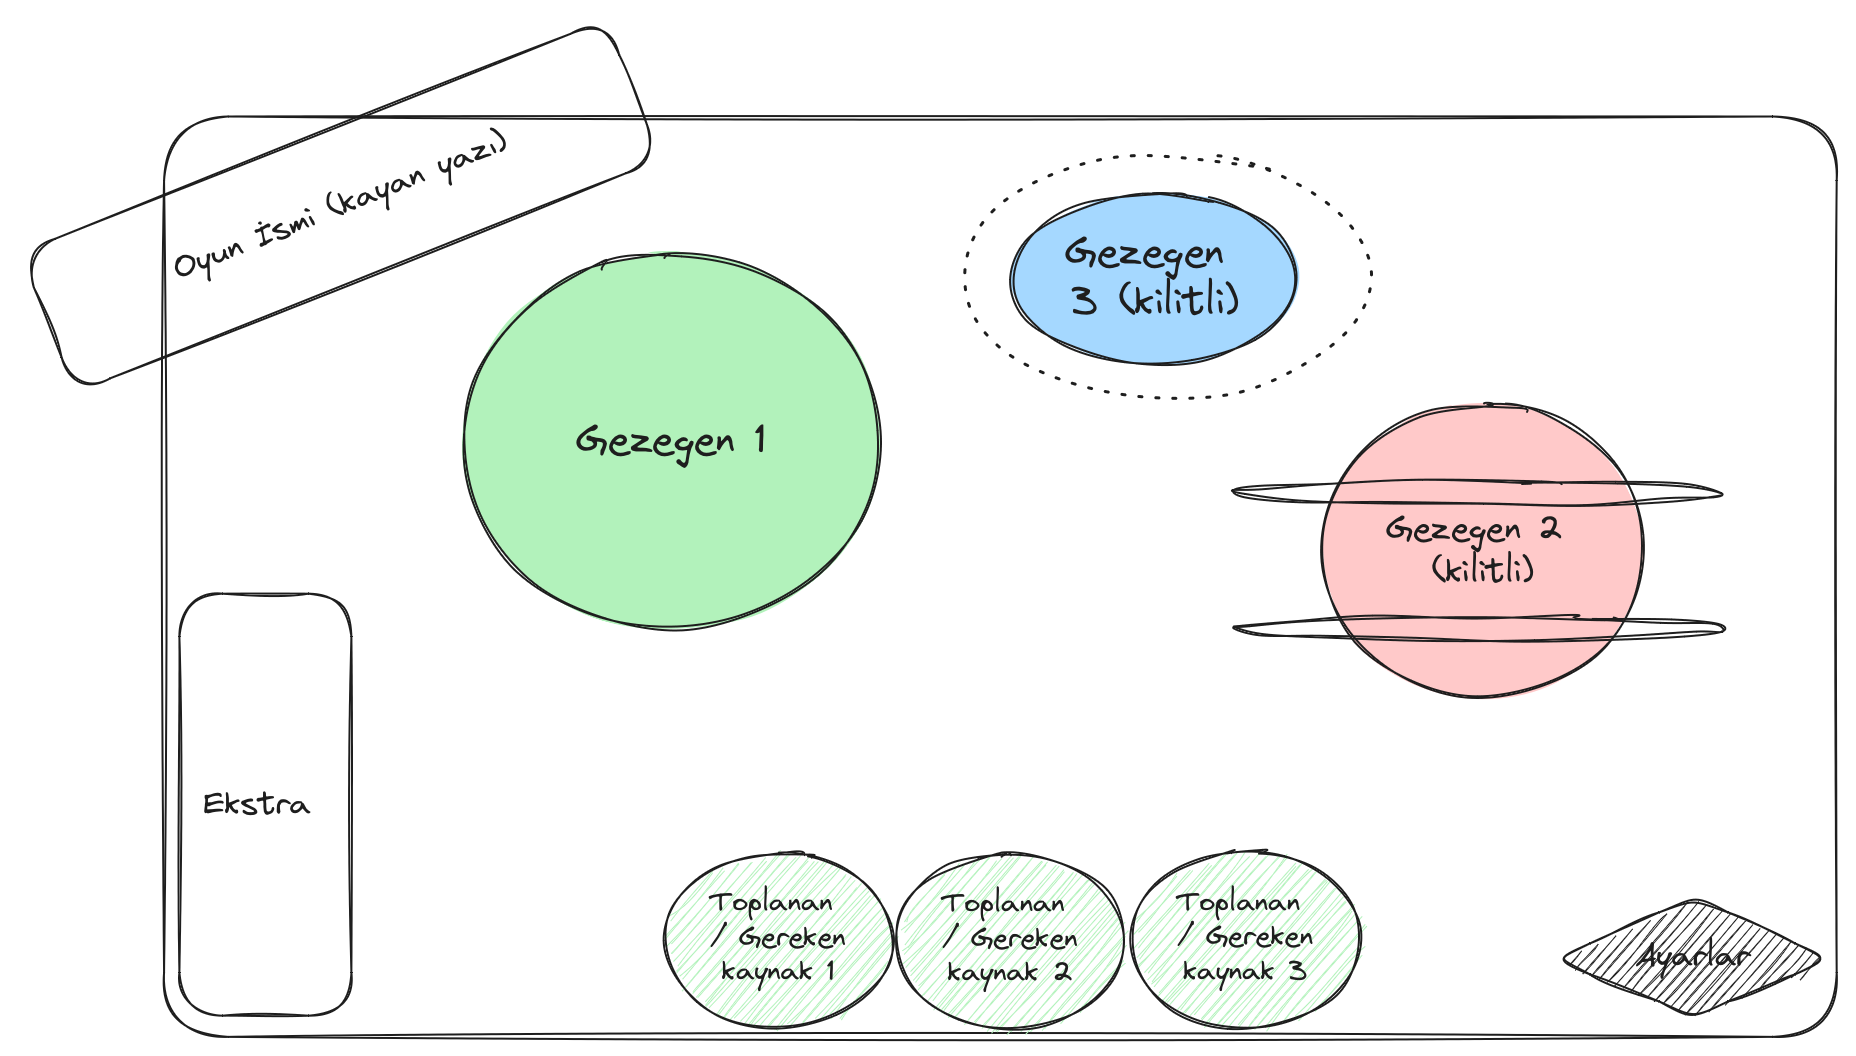 Oyun İsmi (kayan yazı)
Gezegen
3 (kilitli)
Gezegen 1
Gezegen 2
(kilitli)
Ekstra
Toplanan
/ Gereken
kaynak 1
Toplanan
/ Gereken
kaynak 2
Toplanan
/ Gereken
kaynak 3
Ayarlar